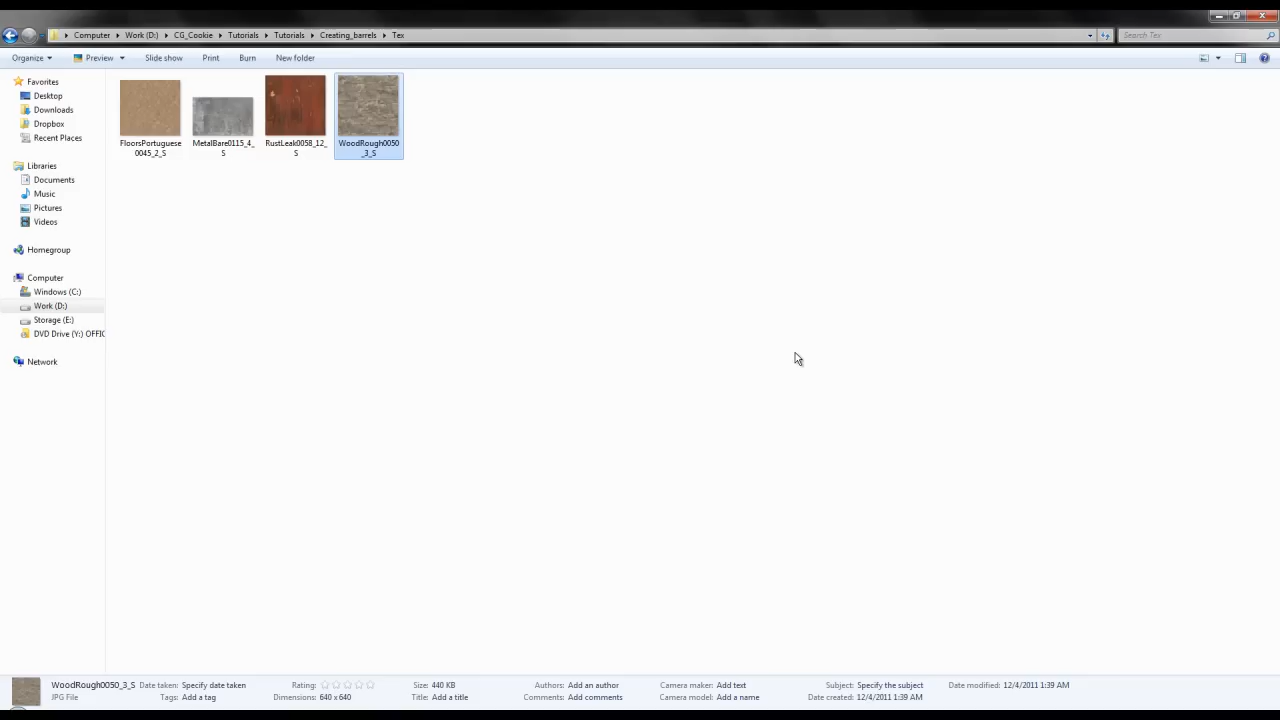 Computer Work (D:) CG_Cookie Tutorials Tutorials Creating_barrels Tex
Search Tex
Organize Preview Slide show Print Burn New folder
Favorites
Desktop
Downloads
Dropbox
Recent Places
Libraries
Documents
Music
Pictures
Videos
Homegroup
Computer
Windows (C:)
Work (D:)
Storage (E:)
DVD Drive (Y:) OFFIC
Network
FloorsPortuguese
0045_2_S
MetalBare0115_4_
S
RustLeak0058_12_
S
WoodRough0050
_3_S
WoodRough0050_3_S Date taken: Specify date taken Rating: Size: 440 KB Authors: Add an author Camera maker: Add text Subject: Specify the subject Date modified: 12/4/2011 1:39 AM
JPG File Tags: Add a tag Dimensions: 640 x 640 Title: Add a title Comments: Add comments Camera model: Add a name Date created: 12/4/2011 1:39 AM